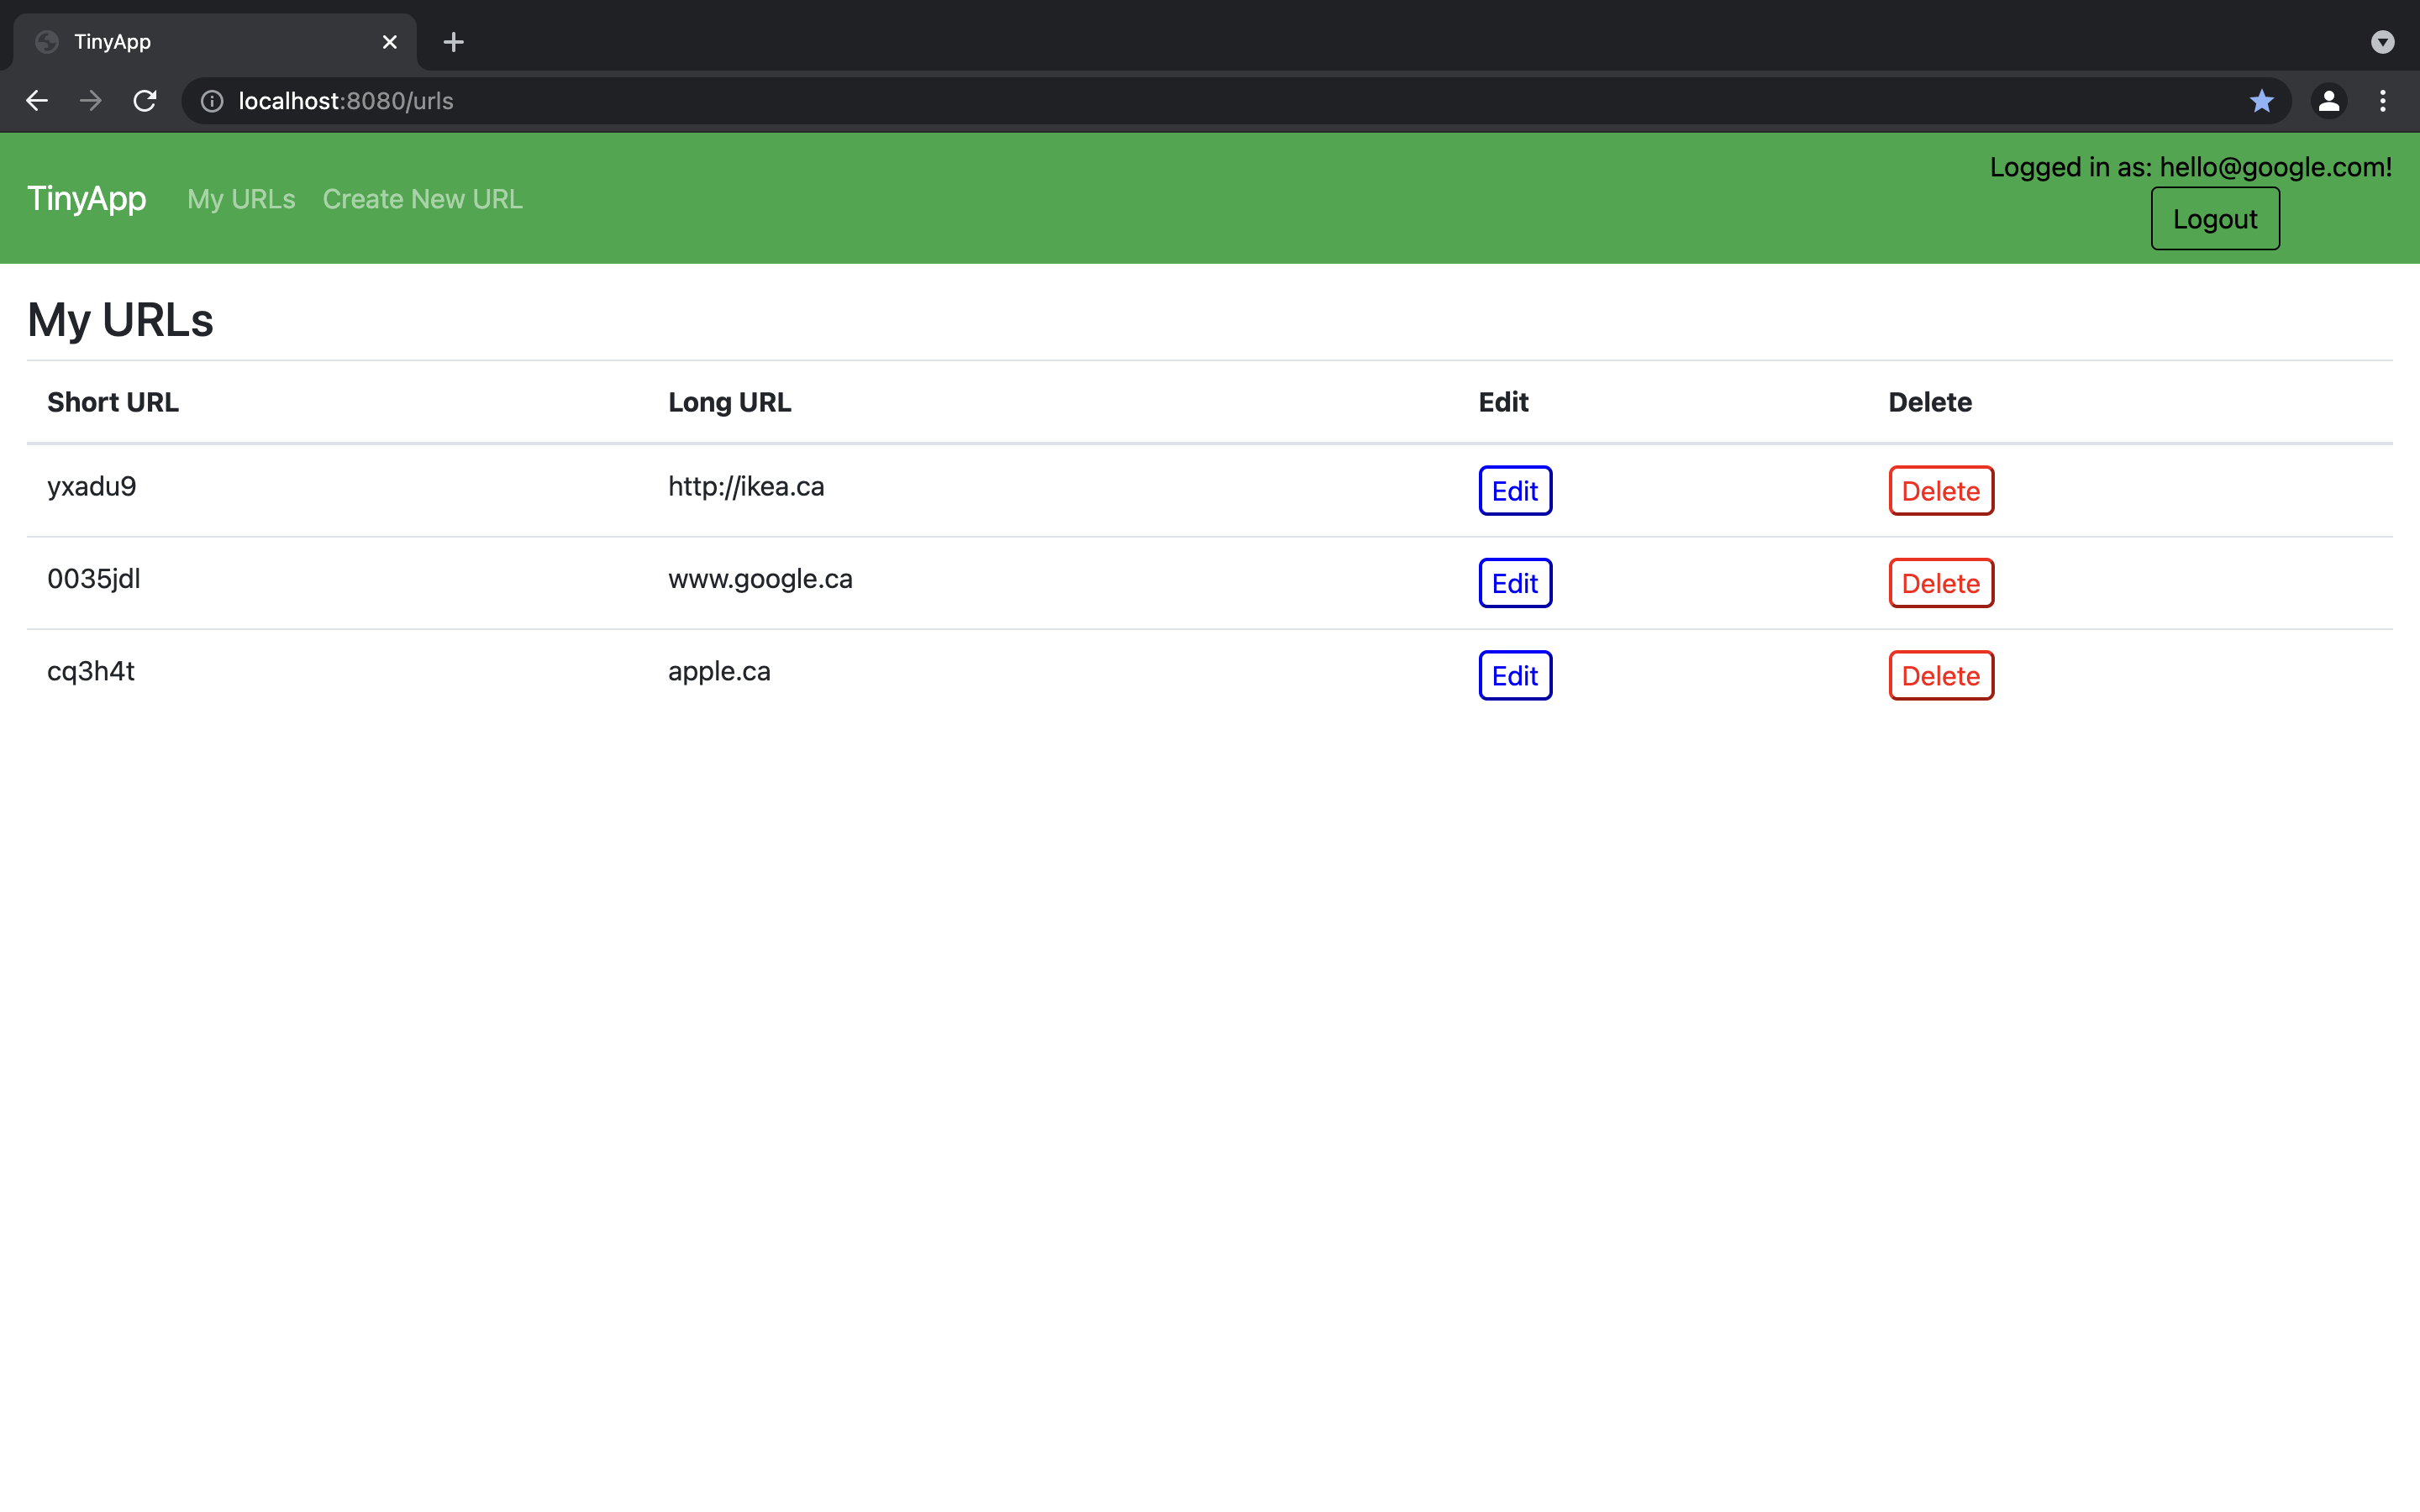 TinyApp
localhost:8080/urls
Logged in as: hello@google.com!
TinyApp My URLs Create New URL
Logout
My URLs
Short URL Long URL Edit Delete
yxadu9 http://ikea.ca Edit Delete
0035jdl www.google.ca Edit Delete
cq3h4t apple.ca Edit Delete